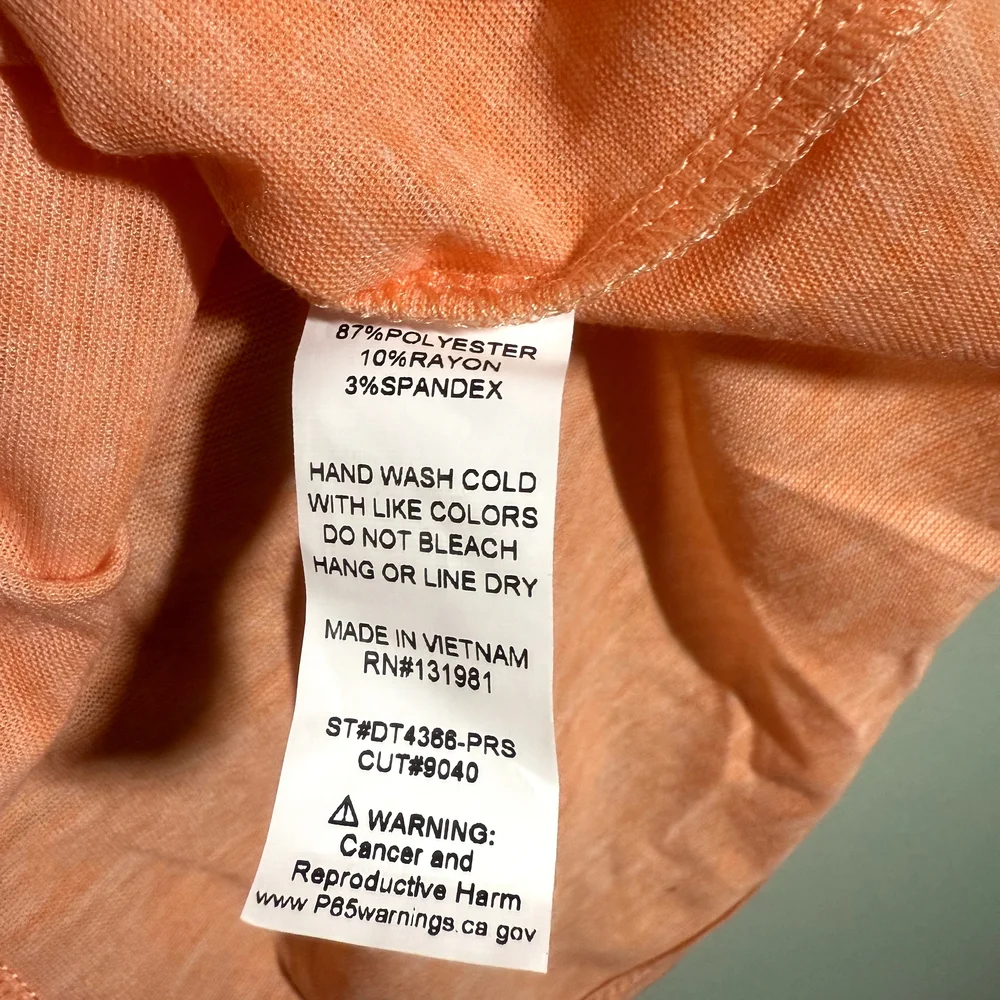 87%POLYESTER
10%RAYON
3%SPANDEX
HAND WASH COLD
WITH LIKE COLORS
DO NOT BLEACH
HANG OR LINE DRY
MADE IN VIETNAM
RN#131981
ST#DT4366-PRS
CUT#9040
⚠ WARNING:
Cancer and
Reproductive Harm
www P65warnings.ca gov